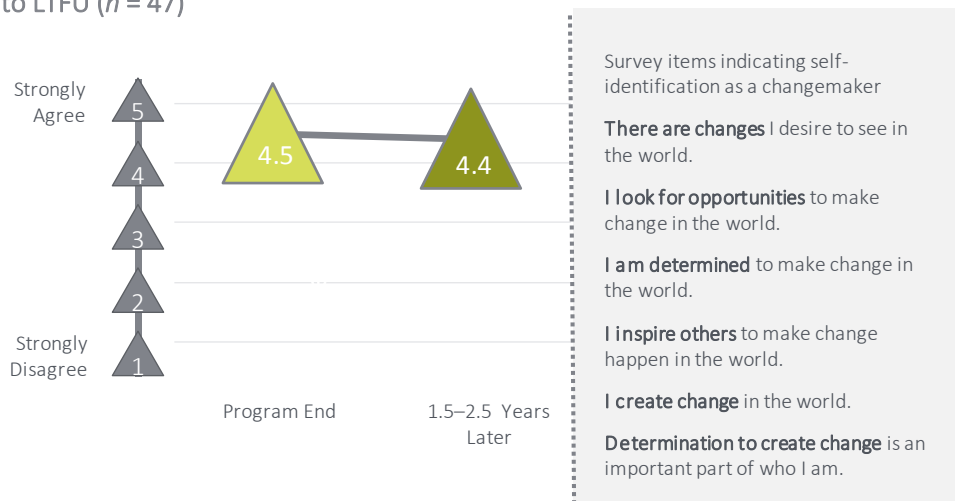 to LTFU (n = 47)
Strongly
Agree
5
4
3
2
1
Strongly
Disagree
4.5
4.4
Program End
1.5–2.5 Years
Later
Survey items indicating self-
identification as a changemaker
There are changes I desire to see in
the world.
I look for opportunities to make
change in the world.
I am determined to make change in
the world.
I inspire others to make change
happen in the world.
I create change in the world.
Determination to create change is an
important part of who I am.